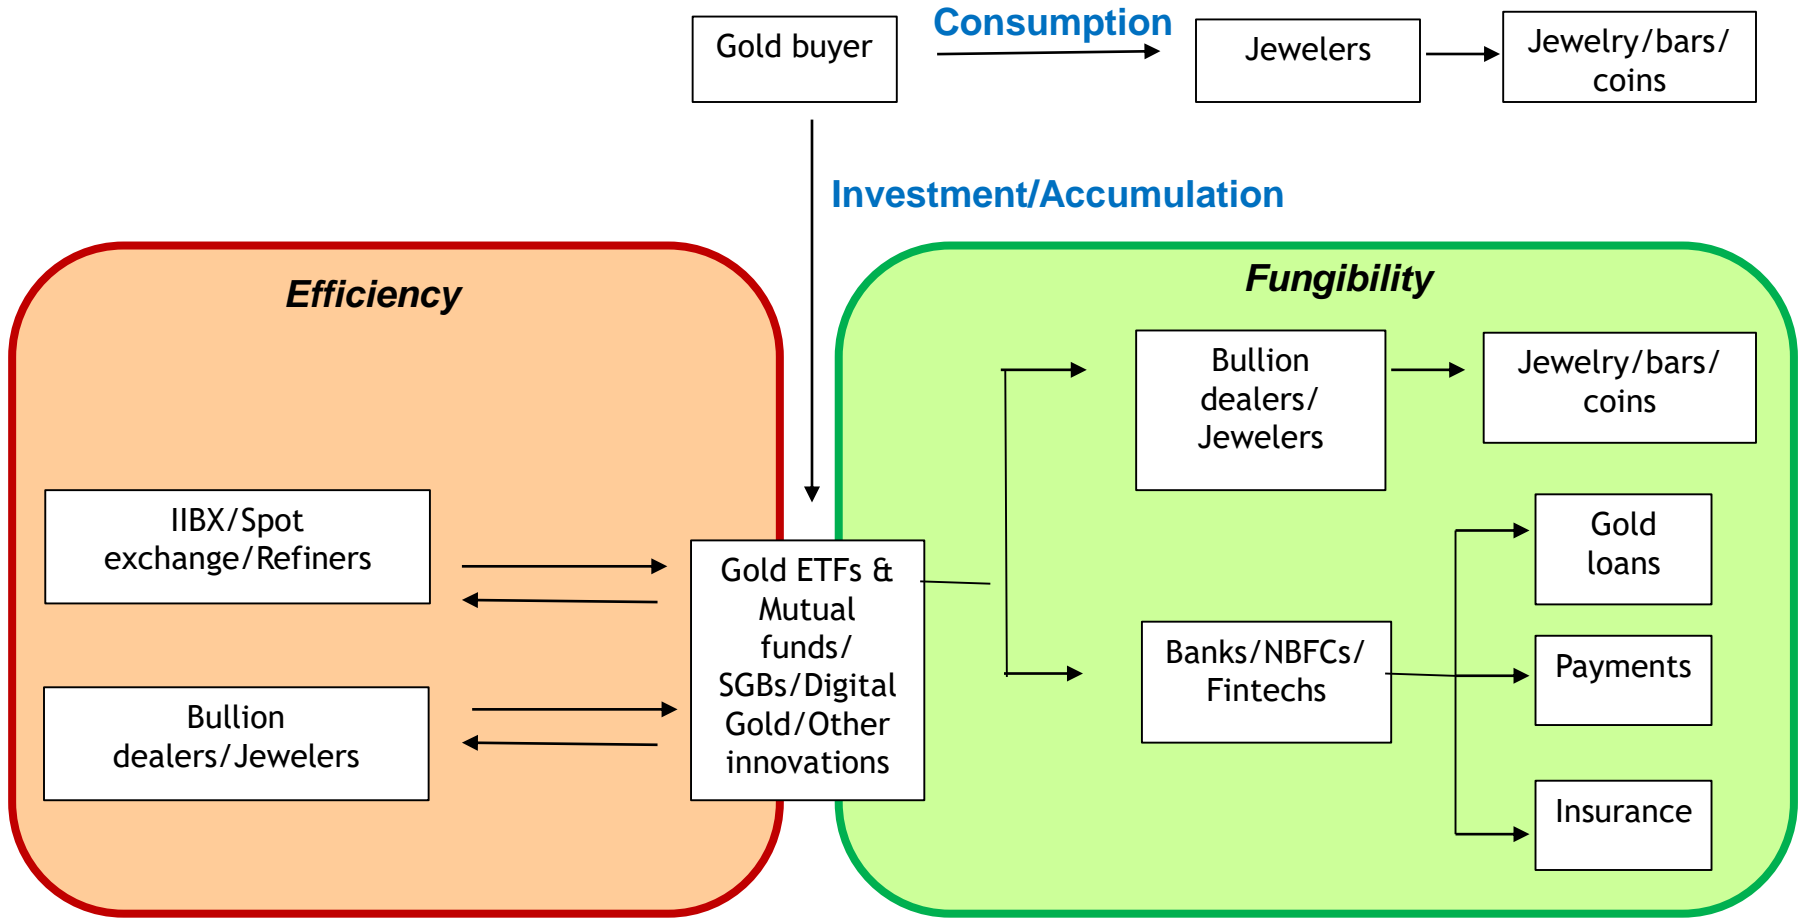 Consumption
Gold buyer
Jewelers
Jewelry/bars/
coins
Investment/Accumulation
Efficiency
IIBX/Spot
exchange/Refiners
Bullion
dealers/Jewelers
Gold ETFs &
Mutual
funds/
SGBs/Digital
Gold/Other
innovations
Fungibility
Bullion
dealers/
Jewelers
Jewelry/bars/
coins
Banks/NBFCs/
Fintechs
Gold
loans
Payments
Insurance